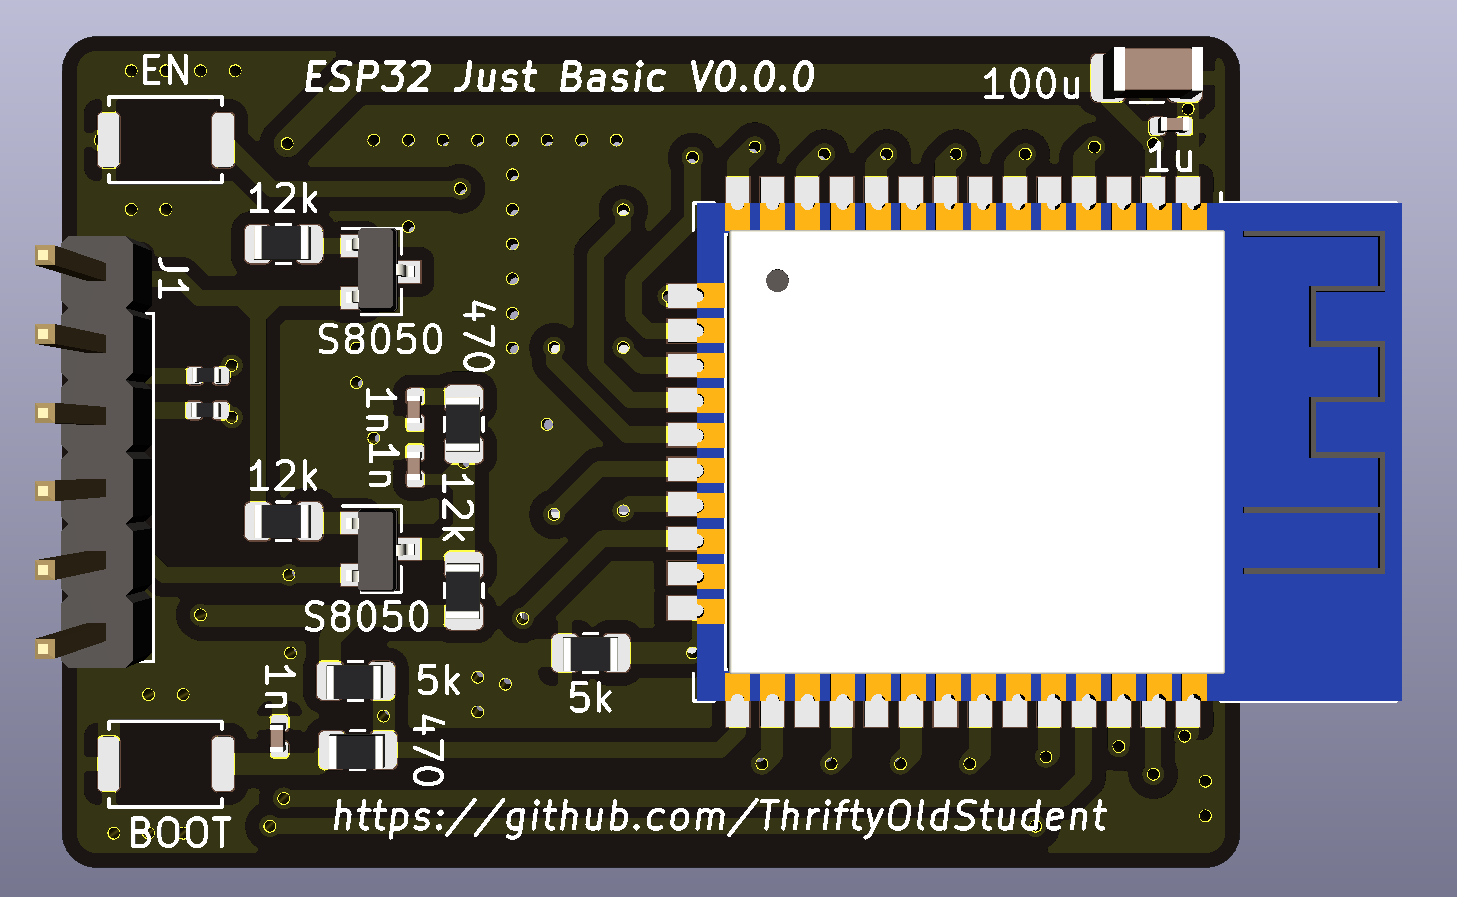 EN
ESP32 Just Basic V0.0.0
100u
1u
12k
J1
S8050
470
1n
1n
12k
12k
S8050
1n
5k
5k
470
https://github.com/ThriftyOldStudent
BOOT